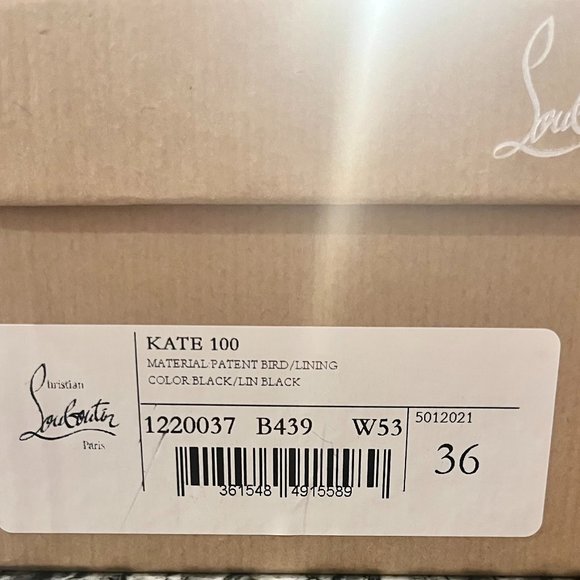 Lou
Christian
Louboutin
Paris
KATE 100
MATERIAL:PATENT BIRD/LINING
COLOR BLACK/LIN BLACK
1220037 B439 W53
5012021
36
361548 4915589